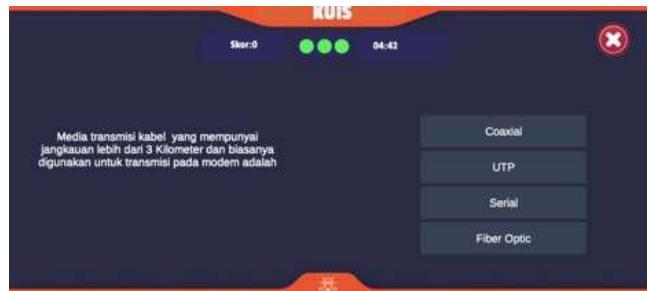 KUIS
Skor:0
04:42
Media transmisi kabel yang mempunyai
jangkauan lebih dari 3 Kilometer dan biasanya
digunakan untuk transmisi pada modem adalah
Coaxial
UTP
Serial
Fiber Optic